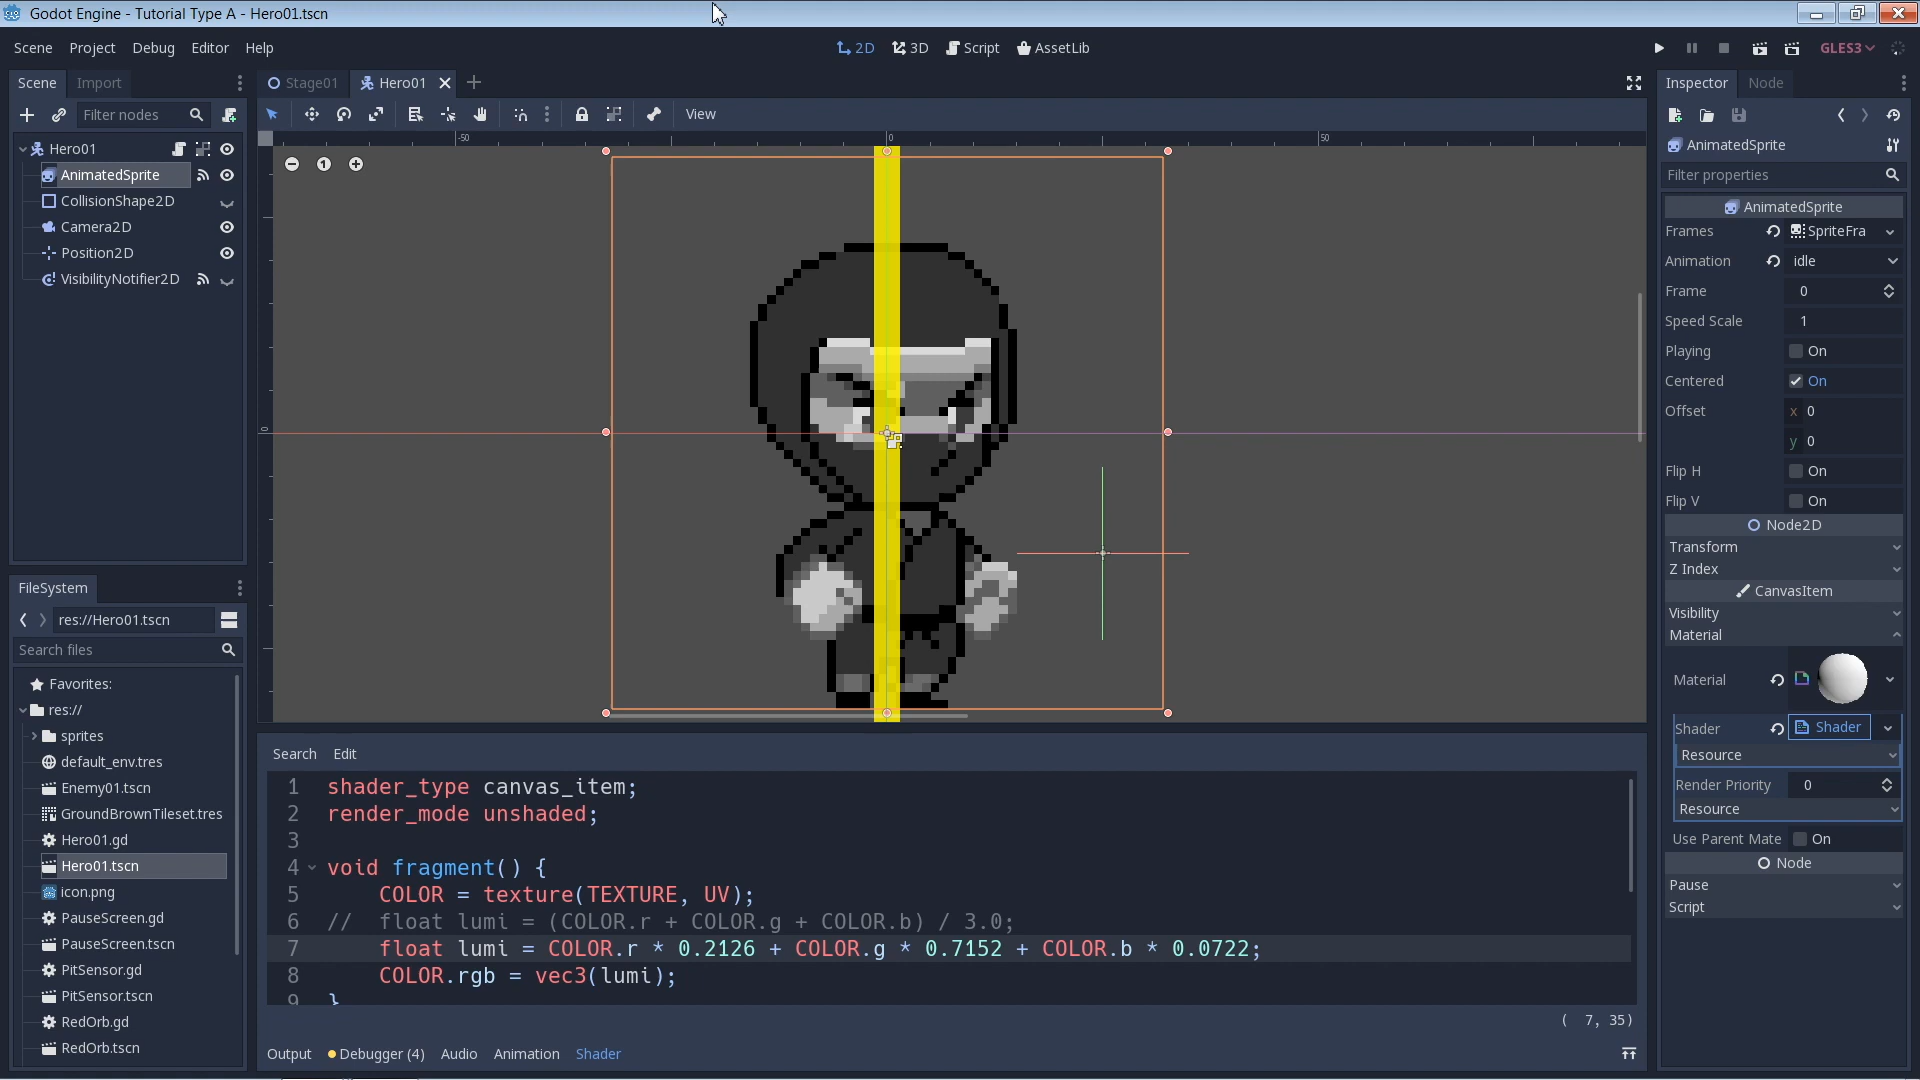 Godot Engine - Tutorial Type A - Hero01.tscn
Scene Project Debug Editor Help
2D 3D Script AssetLib
GLES3
Scene Import
Stage01 Hero01
Inspector Node
Filter nodes
View
Hero01
AnimatedSprite
CollisionShape2D
Camera2D
Position2D
VisibilityNotifier2D
-50 0 50
1
0
FileSystem
res://Hero01.tscn
Search files
Favorites:
res://
sprites
default_env.tres
Enemy01.tscn
GroundBrownTileset.tres
Hero01.gd
Hero01.tscn
icon.png
PauseScreen.gd
PauseScreen.tscn
PitSensor.gd
PitSensor.tscn
RedOrb.gd
RedOrb.tscn
Search Edit
1 shader_type canvas_item;
2 render_mode unshaded;
3
4 void fragment() {
5 COLOR = texture(TEXTURE, UV);
6 // float lumi = (COLOR.r + COLOR.g + COLOR.b) / 3.0;
7 float lumi = COLOR.r * 0.2126 + COLOR.g * 0.7152 + COLOR.b * 0.0722;
8 COLOR.rgb = vec3(lumi);
9 }
( 7, 35)
Output Debugger (4) Audio Animation Shader
AnimatedSprite
Filter properties
AnimatedSprite
Frames SpriteFra
Animation idle
Frame 0
Speed Scale 1
Playing On
Centered On
Offset x 0
y 0
Flip H On
Flip V On
Node2D
Transform
Z Index
CanvasItem
Visibility
Material
Material
Shader Shader
Resource
Render Priority 0
Resource
Use Parent Mate On
Node
Pause
Script